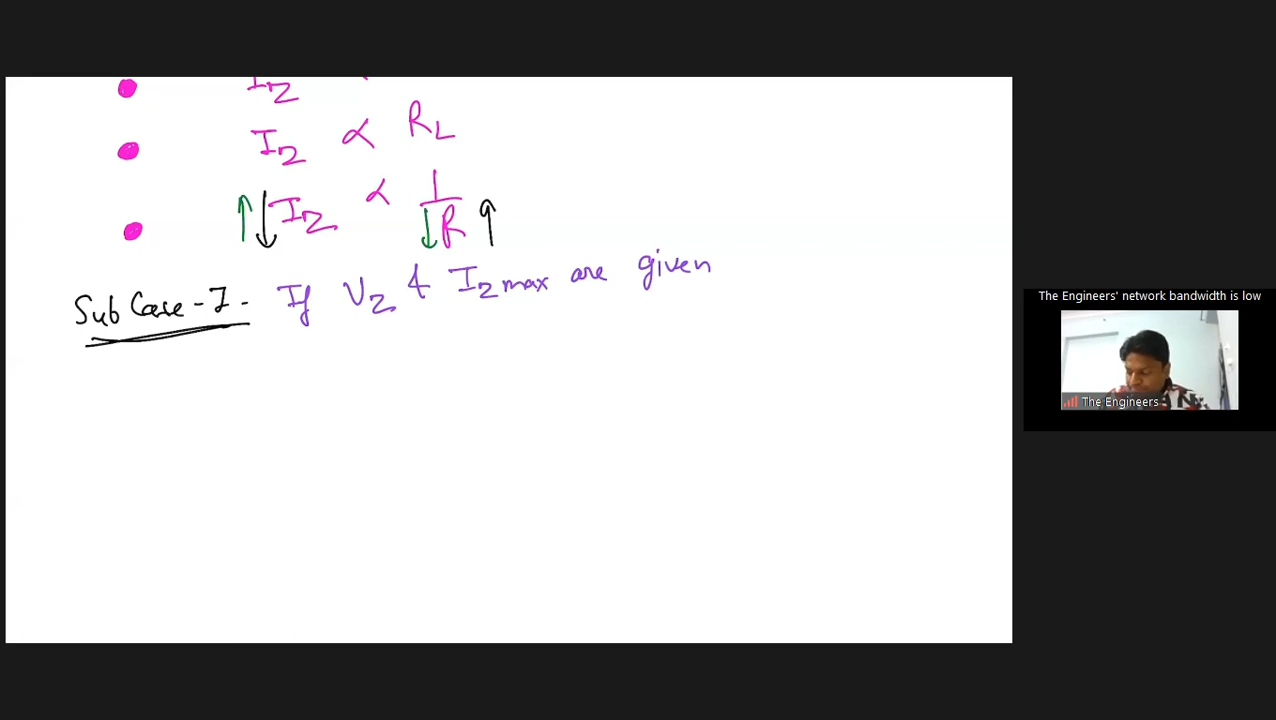 I_Z
I_Z ∝ R_L
↑↓ I_Z ∝ 1/↓R ↑
Sub Case - I - If V_Z & I_Z max are given
The Engineers' network bandwidth is low
The Engineers